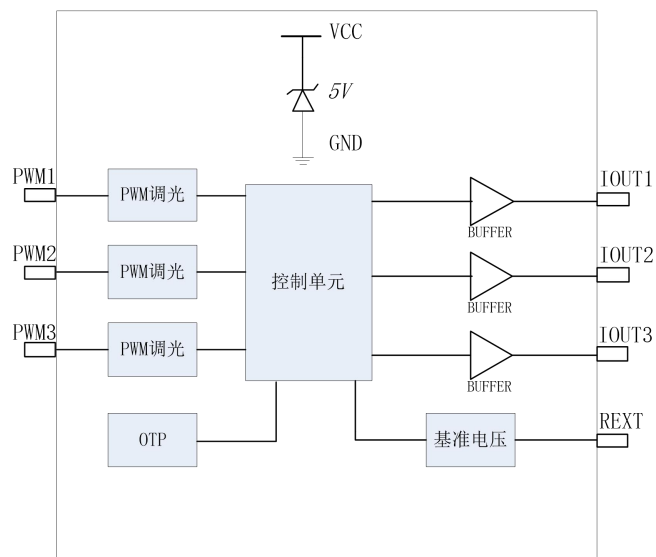 VCC
5V
GND
PWM1
PWM调光
IOUT1
BUFFER
PWM2
PWM调光
控制单元
IOUT2
BUFFER
PWM3
PWM调光
IOUT3
BUFFER
OTP
基准电压
REXT